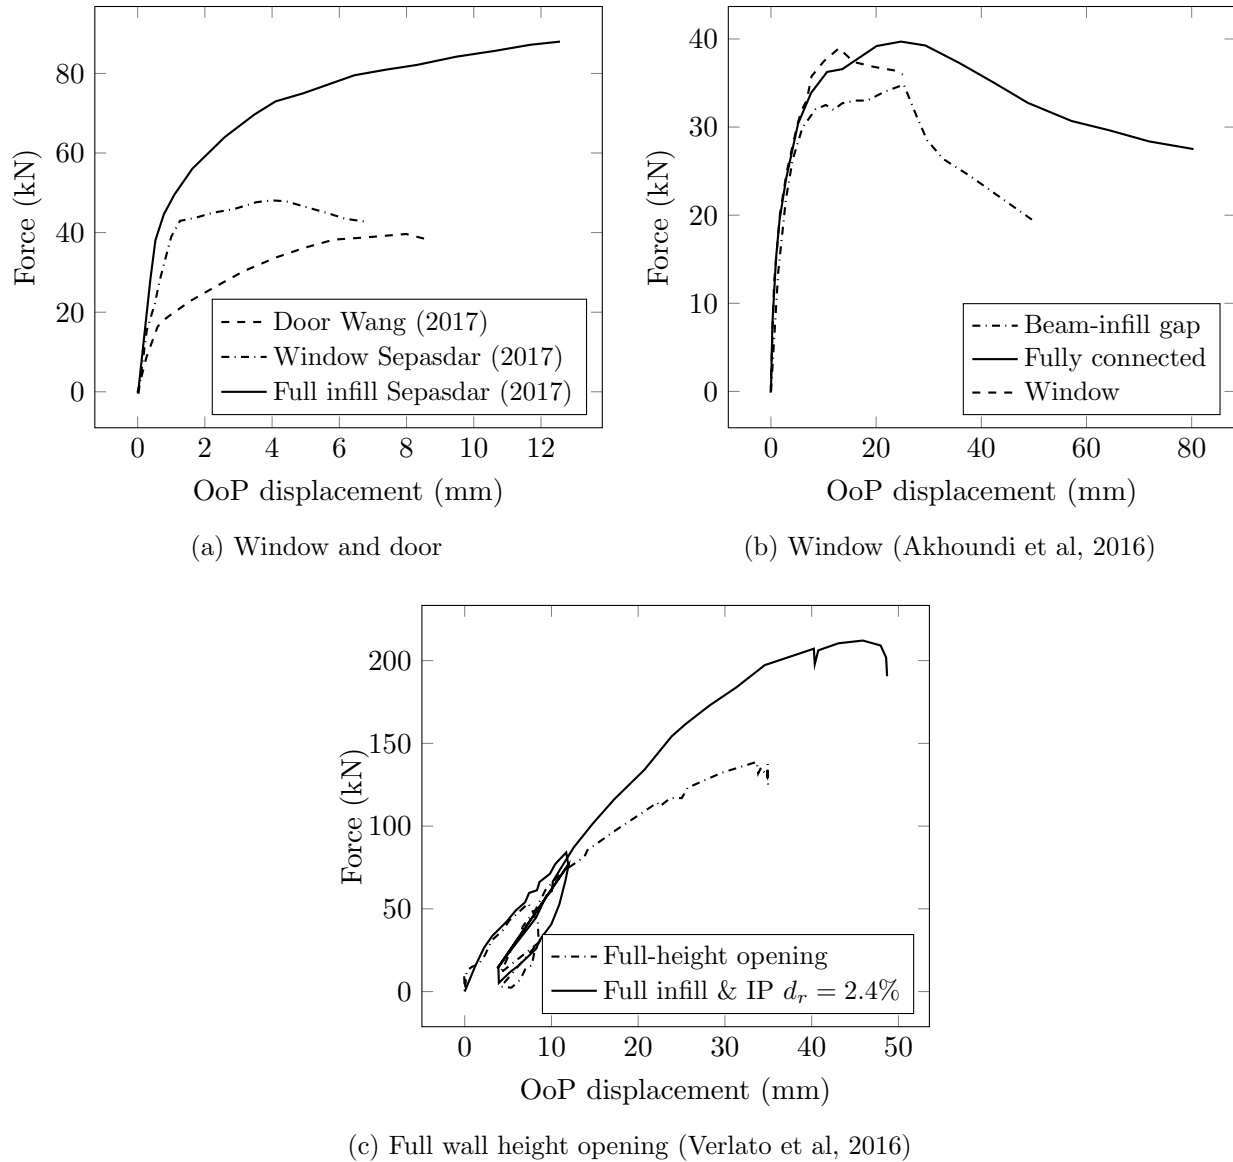 80
60
40
20
0
Force (kN)
0 2 4 6 8 10 12
OoP displacement (mm)
Door Wang (2017)
Window Sepasdar (2017)
Full infill Sepasdar (2017)
(a) Window and door
40
30
20
10
0
Force (kN)
0 20 40 60 80
OoP displacement (mm)
Beam-infill gap
Fully connected
Window
(b) Window (Akhoundi et al, 2016)
200
150
100
50
0
Force (kN)
0 10 20 30 40 50
OoP displacement (mm)
Full-height opening
Full infill & IP d_r = 2.4%
(c) Full wall height opening (Verlato et al, 2016)